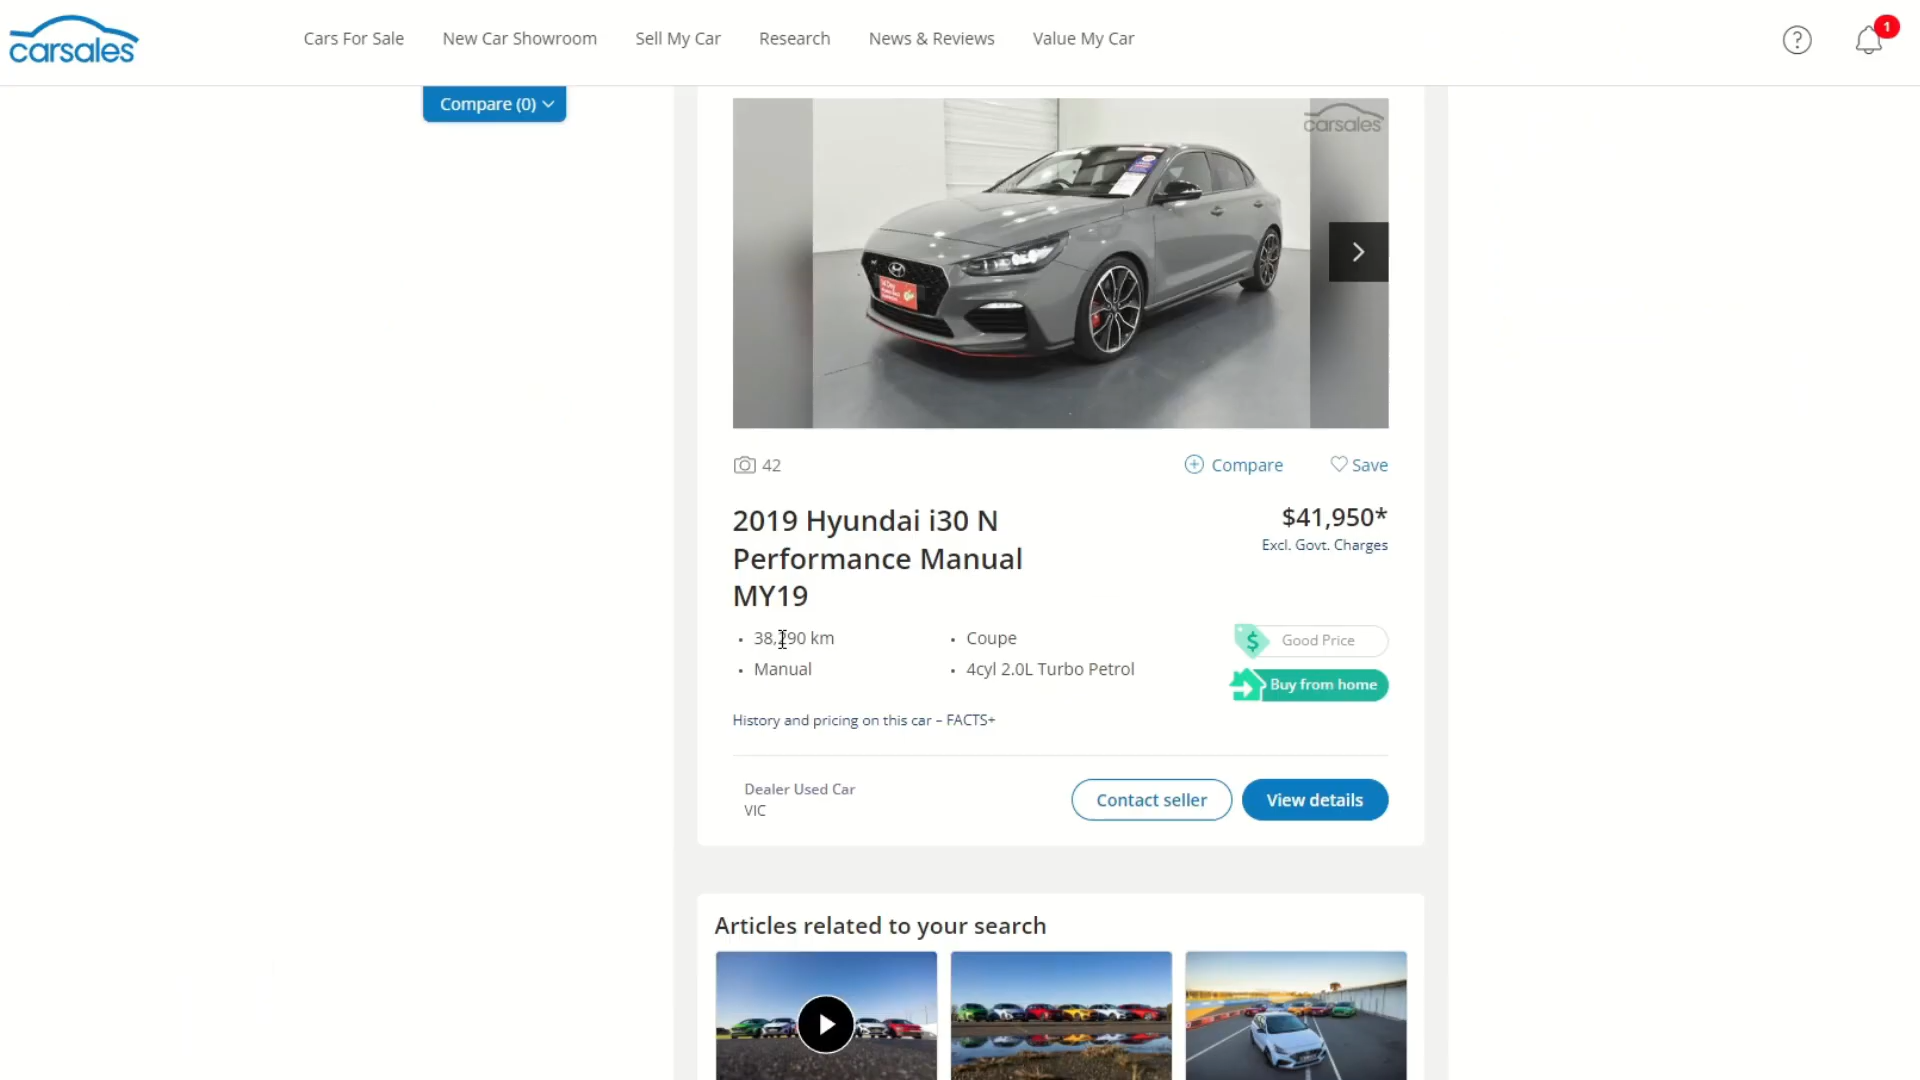 carsales
Cars For Sale
New Car Showroom
Sell My Car
Research
News & Reviews
Value My Car
?
1
Compare (0)
carsales
42
Compare
Save
2019 Hyundai i30 N
Performance Manual
MY19
$41,950*
Excl. Govt. Charges
38,290 km
Coupe
Manual
4cyl 2.0L Turbo Petrol
$ Good Price
Buy from home
History and pricing on this car – FACTS+
Dealer Used Car
VIC
Contact seller
View details
Articles related to your search